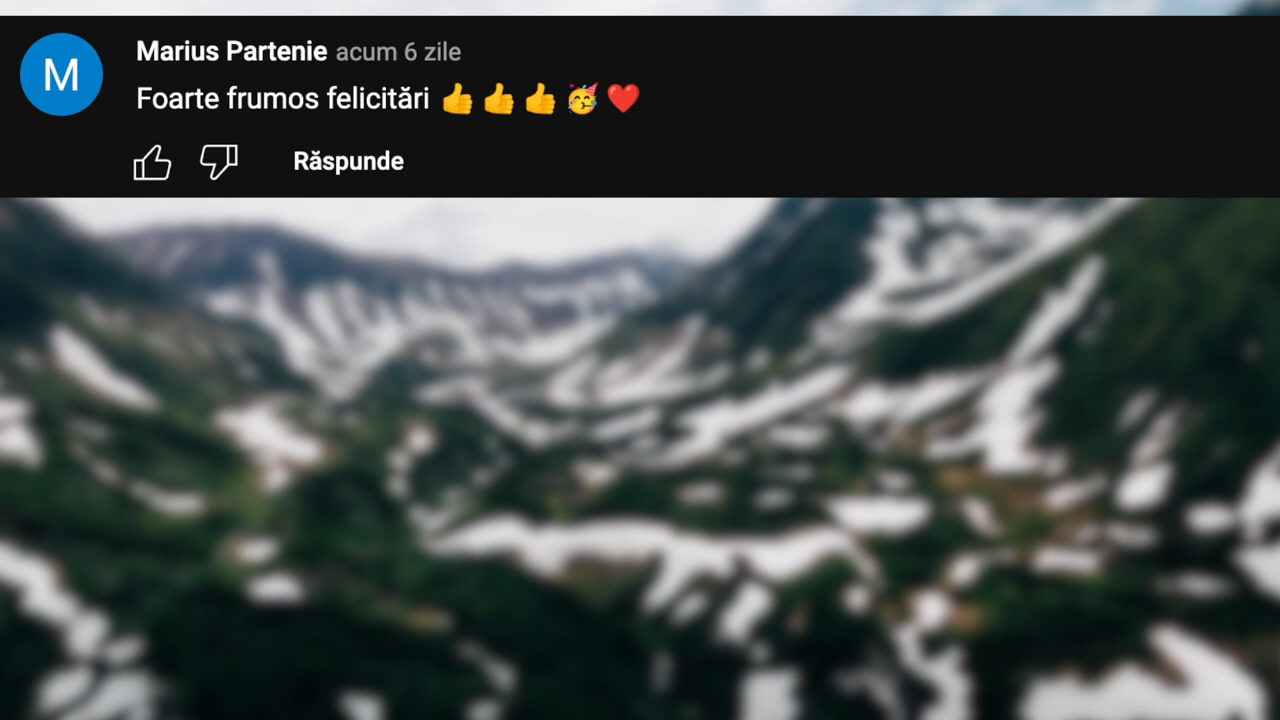 M
Marius Partenie acum 6 zile
Foarte frumos felicitări 👍👍👍🥳❤️
Răspunde